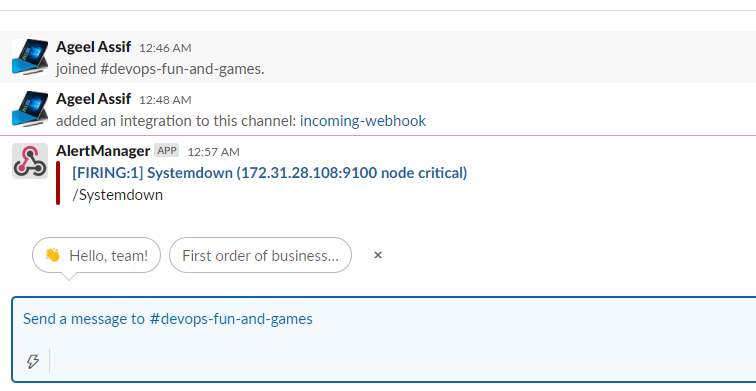 Ageel Assif 12:46 AM
joined #devops-fun-and-games.
Ageel Assif 12:48 AM
added an integration to this channel: incoming-webhook
AlertManager APP 12:57 AM
[FIRING:1] Systemdown (172.31.28.108:9100 node critical)
/Systemdown
👋 Hello, team! First order of business... ×
Send a message to #devops-fun-and-games